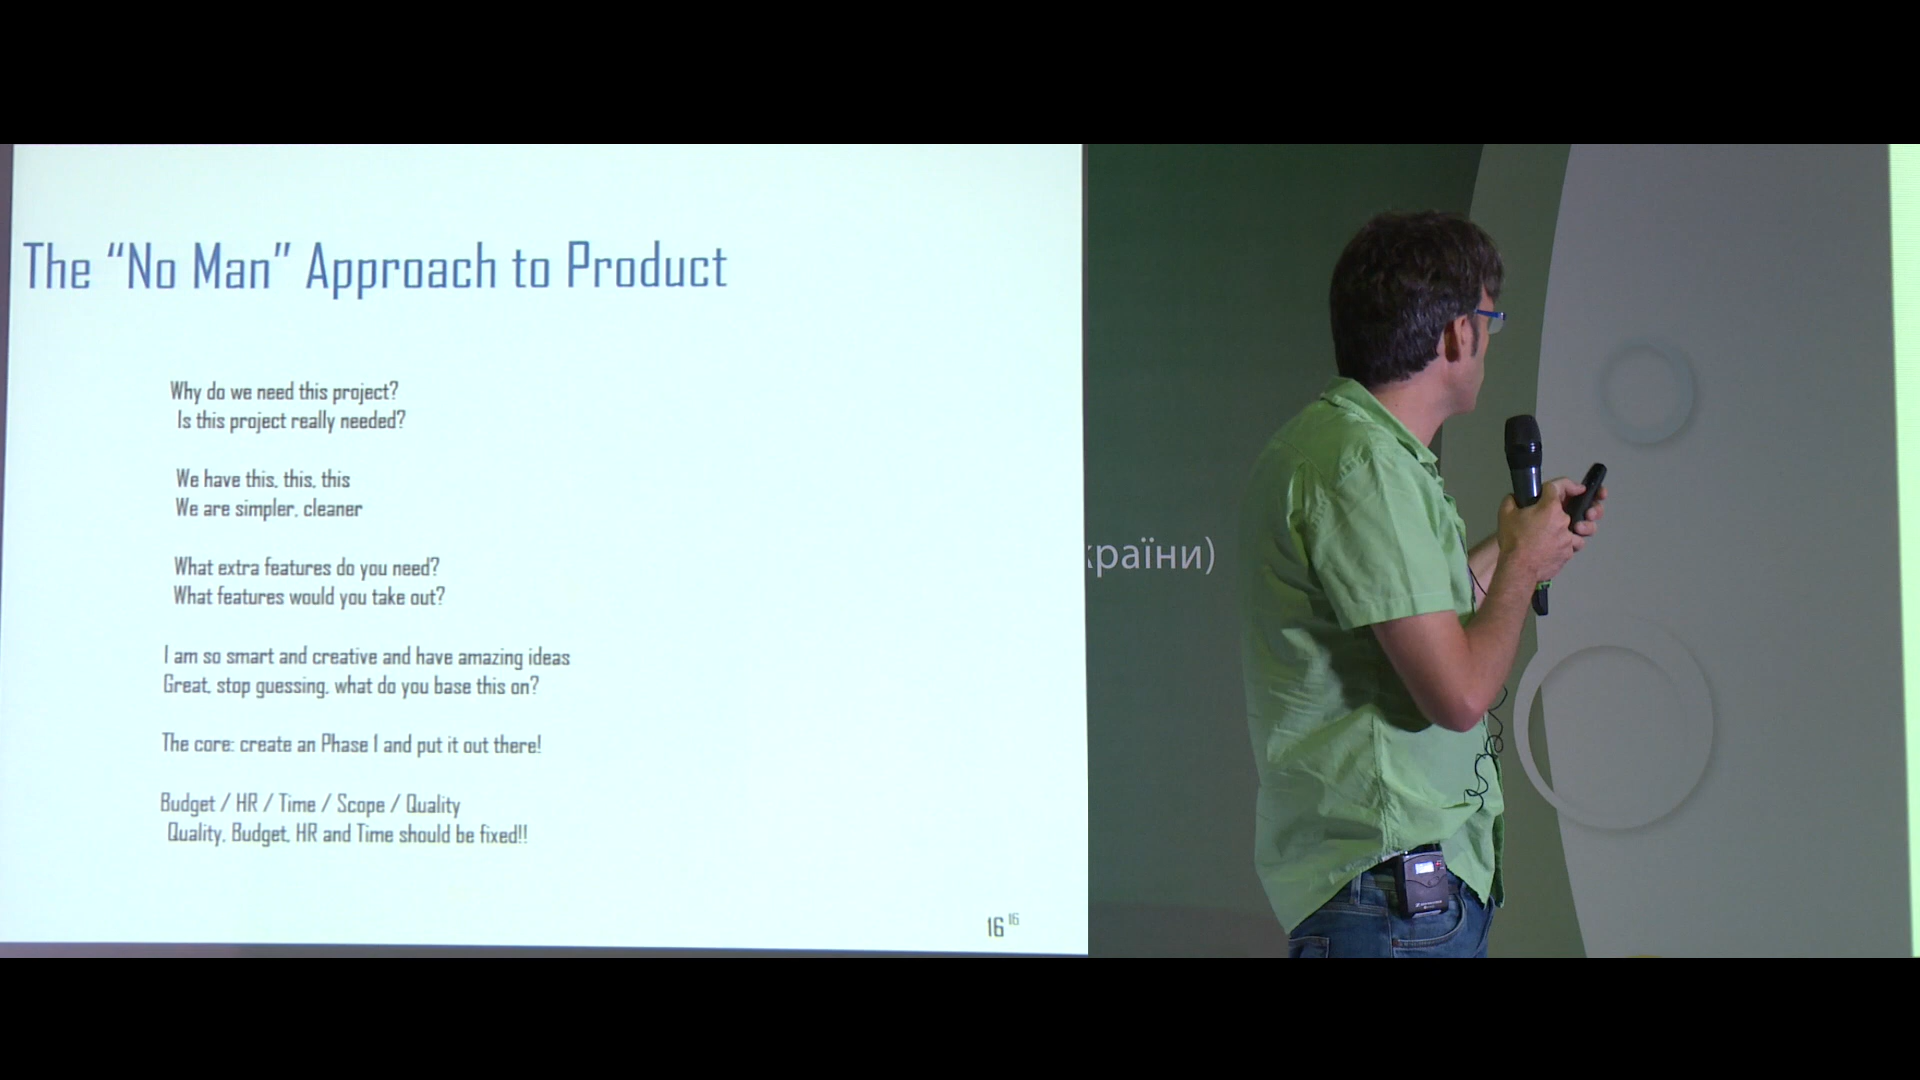 The “No Man” Approach to Product
Why do we need this project?
Is this project really needed?
We have this, this, this
We are simpler, cleaner
What extra features do you need?
What features would you take out?
I am so smart and creative and have amazing ideas
Great, stop guessing, what do you base this on?
The core: create an Phase 1 and put it out there!
Budget / HR / Time / Scope / Quality
Quality, Budget, HR and Time should be fixed!!
16 16
країни)